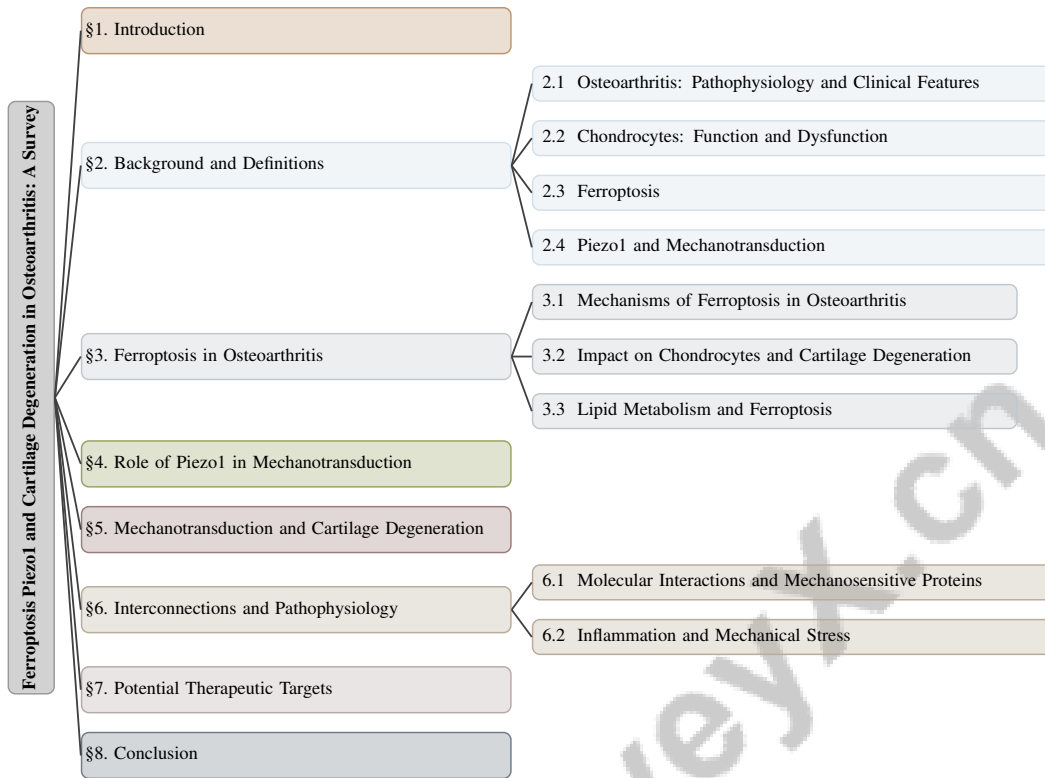 Ferroptosis Piezo1 and Cartilage Degeneration in Osteoarthritis: A Survey
§1. Introduction
§2. Background and Definitions
2.1 Osteoarthritis: Pathophysiology and Clinical Features
2.2 Chondrocytes: Function and Dysfunction
2.3 Ferroptosis
2.4 Piezo1 and Mechanotransduction
§3. Ferroptosis in Osteoarthritis
3.1 Mechanisms of Ferroptosis in Osteoarthritis
3.2 Impact on Chondrocytes and Cartilage Degeneration
3.3 Lipid Metabolism and Ferroptosis
§4. Role of Piezo1 in Mechanotransduction
§5. Mechanotransduction and Cartilage Degeneration
§6. Interconnections and Pathophysiology
6.1 Molecular Interactions and Mechanosensitive Proteins
6.2 Inflammation and Mechanical Stress
§7. Potential Therapeutic Targets
§8. Conclusion